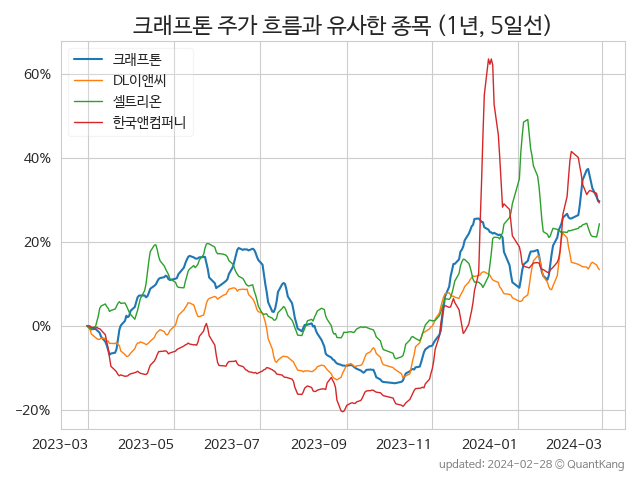 크래프톤 주가 흐름과 유사한 종목 (1년, 5일선)
크래프톤
DL이앤씨
셀트리온
한국앤컴퍼니
60%
40%
20%
0%
−20%
2023−03
2023−05
2023−07
2023−09
2023−11
2024−01
2024−03
updated: 2024−02−28 ⓒ QuantKang